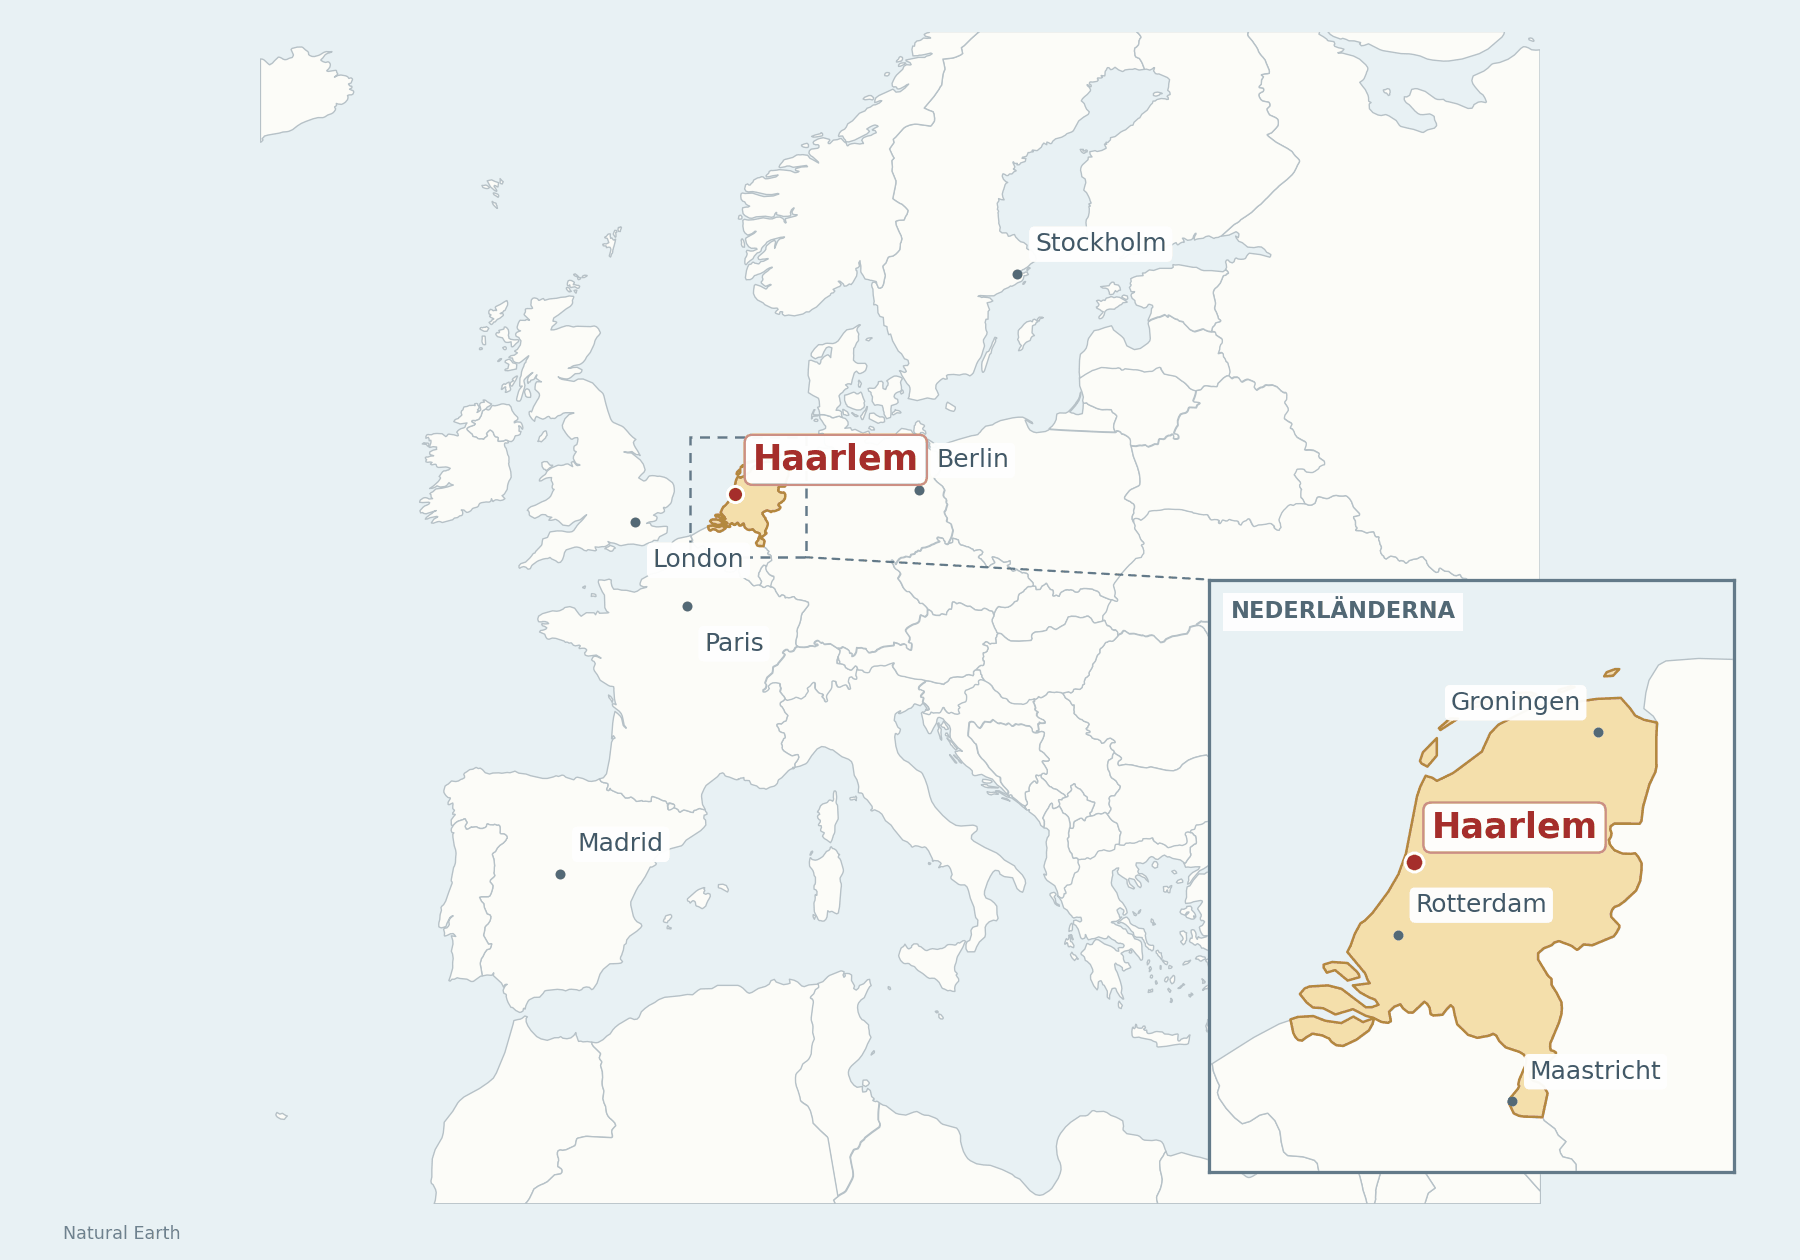 Stockholm
Haarlem
Berlin
London
Paris
Madrid
NEDERLÄNDERNA
Groningen
Haarlem
Rotterdam
Maastricht
Natural Earth